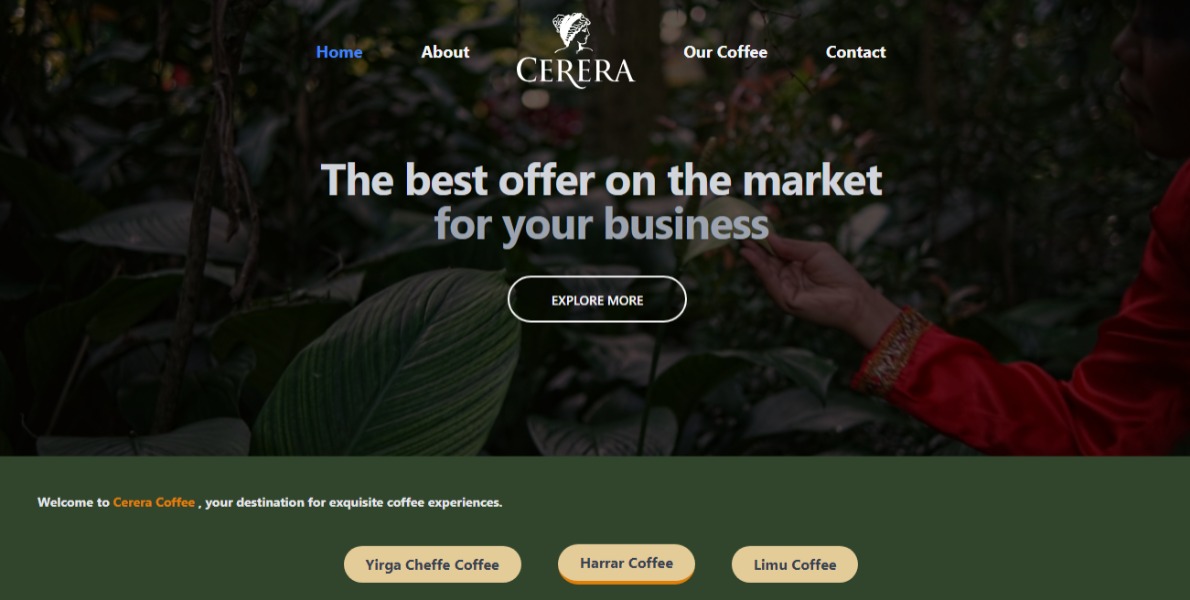 Home
About
CERERA
Our Coffee
Contact
The best offer on the market
for your business
EXPLORE MORE
Welcome to Cerera Coffee , your destination for exquisite coffee experiences.
Yirga Cheffe Coffee
Harrar Coffee
Limu Coffee